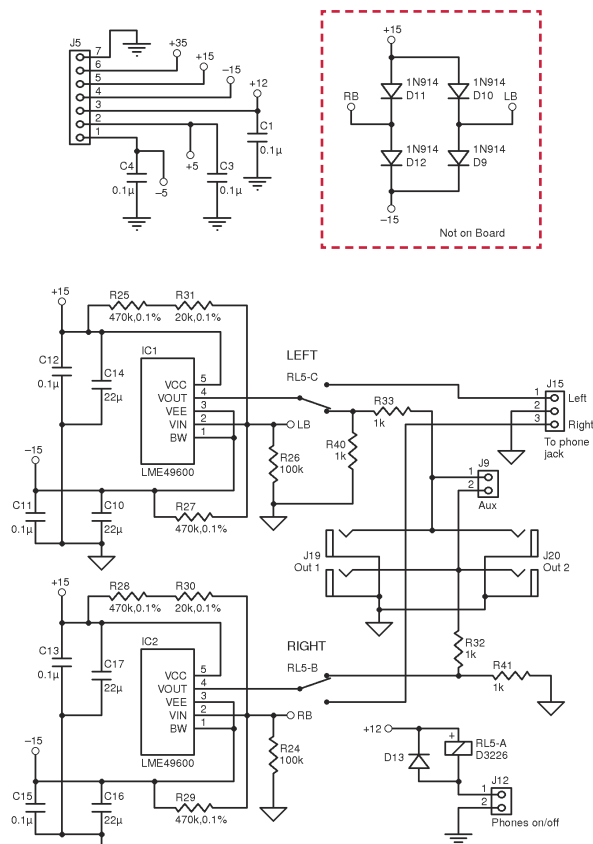 J5
7
6
5
4
3
2
1
+35
+15
−15
+12
C1
0.1µ
C4
0.1µ
−5
+5
C3
0.1µ
+15
1N914
D11
1N914
D10
RB
LB
1N914
D12
1N914
D9
−15
Not on Board
+15
R25
470k,0.1%
R31
20k,0.1%
C12
0.1µ
C14
22µ
IC1
VCC
VOUT
VEE
VIN
BW
5
4
3
2
1
LME49600
LEFT
RL5-C
LB
R26
100k
R33
1k
R40
1k
J15
1
2
3
Left
Right
To phone
jack
−15
C11
0.1µ
C10
22µ
R27
470k,0.1%
J9
1
2
Aux
J19
Out 1
J20
Out 2
+15
R28
470k,0.1%
R30
20k,0.1%
C13
0.1µ
C17
22µ
IC2
VCC
VOUT
VEE
VIN
BW
5
4
3
2
1
LME49600
RIGHT
RL5-B
RB
R24
100k
R32
1k
R41
1k
−15
C15
0.1µ
C16
22µ
R29
470k,0.1%
+12
D13
+
RL5-A
D3226
J12
1
2
Phones on/off